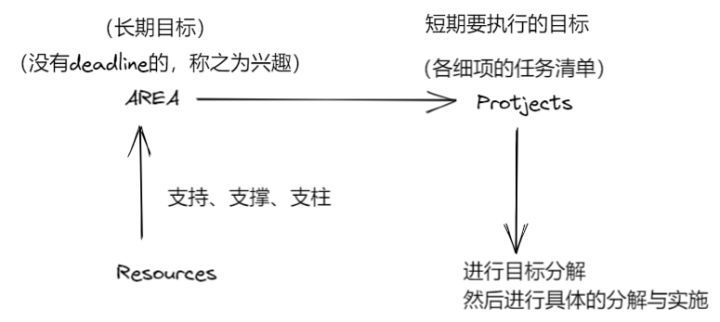 (长期目标)
(没有deadline的，称之为兴趣)
AREA
短期要执行的目标
(各细项的任务清单)
Protjects
支持、支撑、支柱
Resources
进行目标分解
然后进行具体的分解与实施